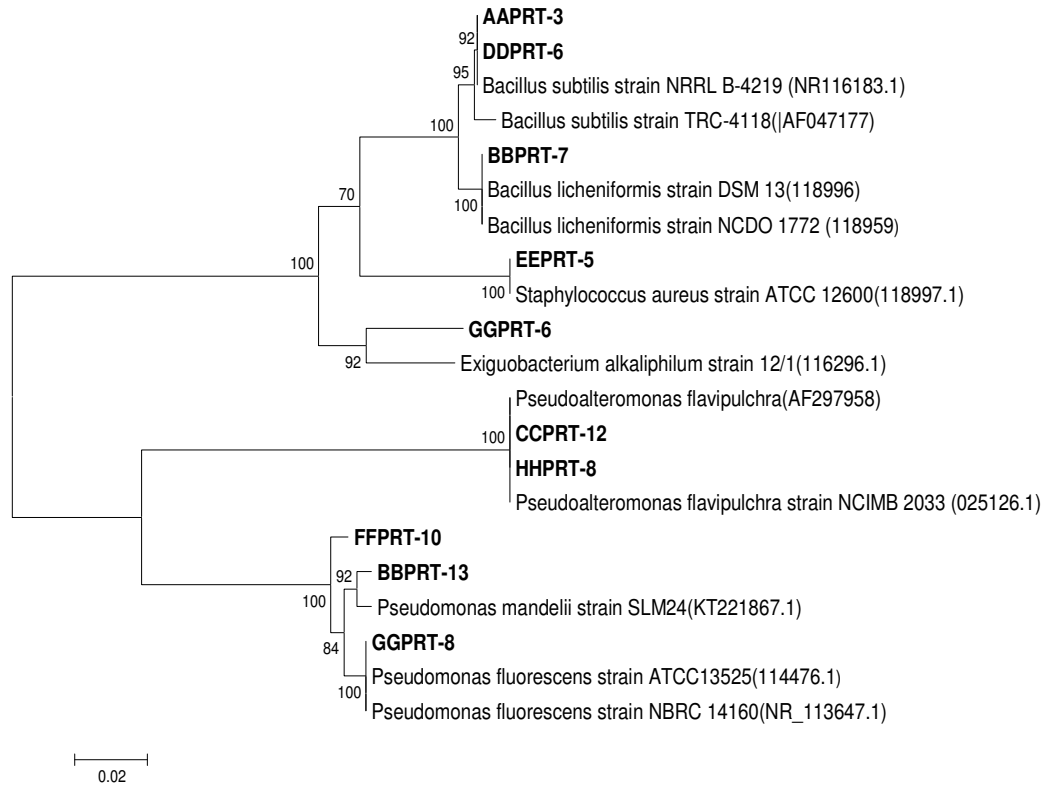 AAPRT-3
92
DDPRT-6
95
Bacillus subtilis strain NRRL B-4219 (NR116183.1)
Bacillus subtilis strain TRC-4118(|AF047177)
100
BBPRT-7
Bacillus licheniformis strain DSM 13(118996)
70
100
Bacillus licheniformis strain NCDO 1772 (118959)
EEPRT-5
100
100
Staphylococcus aureus strain ATCC 12600(118997.1)
GGPRT-6
92
Exiguobacterium alkaliphilum strain 12/1(116296.1)
Pseudoalteromonas flavipulchra(AF297958)
100
CCPRT-12
HHPRT-8
Pseudoalteromonas flavipulchra strain NCIMB 2033 (025126.1)
FFPRT-10
92
BBPRT-13
100
Pseudomonas mandelii strain SLM24(KT221867.1)
84
GGPRT-8
Pseudomonas fluorescens strain ATCC13525(114476.1)
100
Pseudomonas fluorescens strain NBRC 14160(NR_113647.1)
0.02